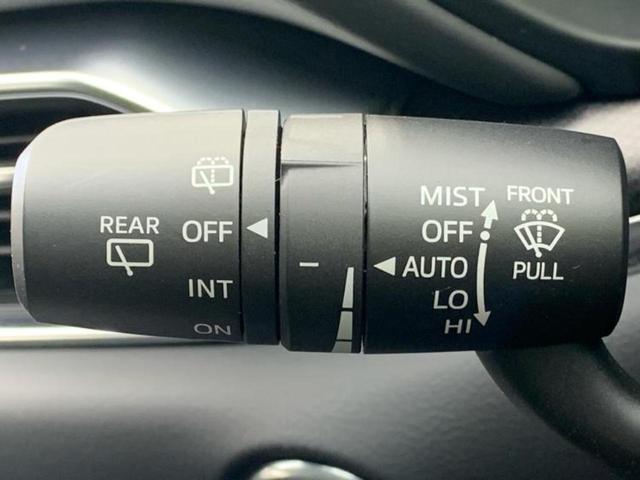 REAR
OFF
INT
ON
MIST
OFF
AUTO
LO
HI
FRONT
PULL